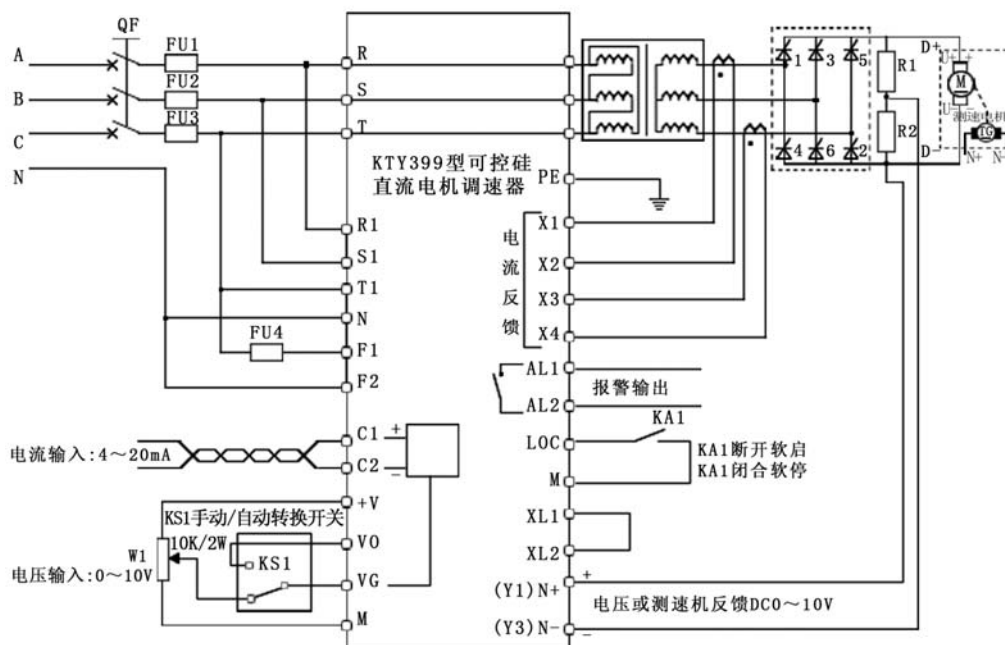 QF
A
FU1
R
B
FU2
S
C
FU3
T
N
1
3
5
4
6
2
R1
R2
D+
U+
+
M
U-
-
D-
测速电机
TG
N+
N-
KTY399型可控硅
直流电机调速器
PE
R1
S1
T1
N
FU4
F1
F2
X1
X2
X3
X4
电流反馈
AL1
AL2
报警输出
KA1
LOC
M
KA1断开软启
KA1闭合软停
电流输入:4～20mA
C1
+
C2
-
+V
KS1手动/自动转换开关
10K/2W
VO
W1
KS1
电压输入:0～10V
VG
M
XL1
XL2
(Y1)N+
+
电压或测速机反馈DC0～10V
(Y3)N-
-